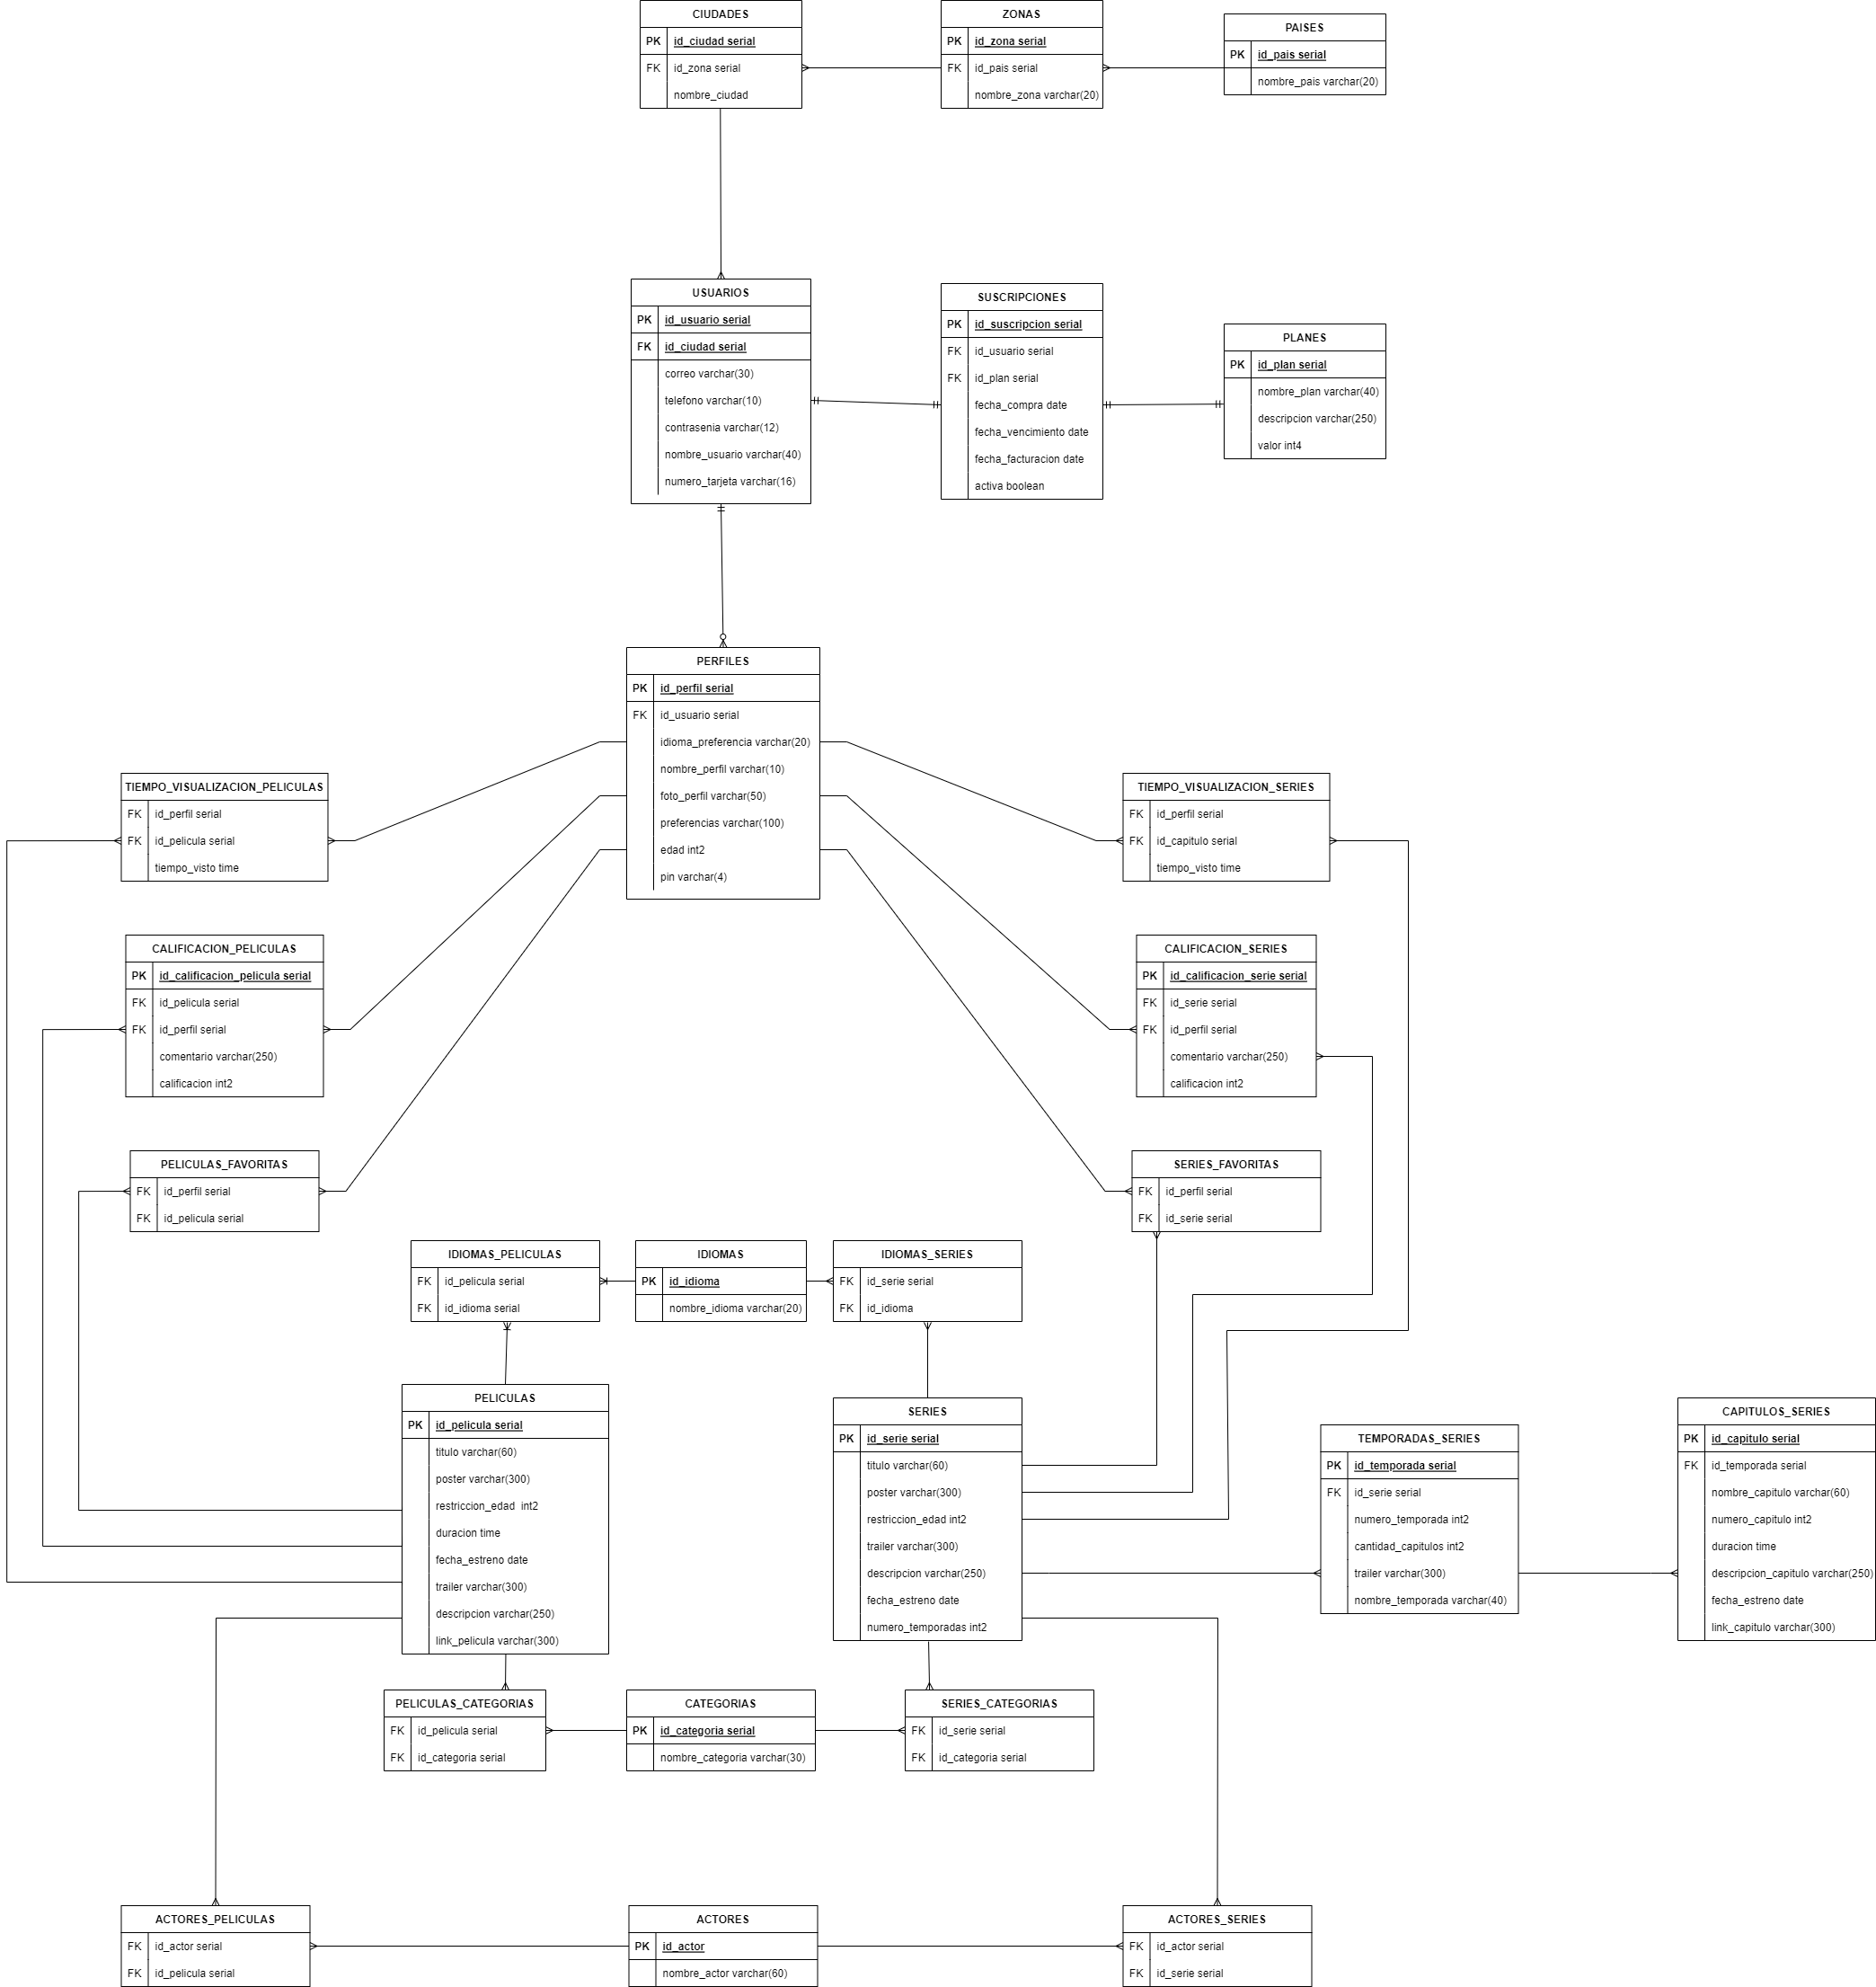 CIUDADES
PK id_ciudad serial
FK id_zona serial
nombre_ciudad
ZONAS
PK id_zona serial
FK id_pais serial
nombre_zona varchar(20)
PAISES
PK id_pais serial
nombre_pais varchar(20)
USUARIOS
PK id_usuario serial
FK id_ciudad serial
correo varchar(30)
telefono varchar(10)
contrasenia varchar(12)
nombre_usuario varchar(40)
numero_tarjeta varchar(16)
SUSCRIPCIONES
PK id_suscripcion serial
FK id_usuario serial
FK id_plan serial
fecha_compra date
fecha_vencimiento date
fecha_facturacion date
activa boolean
PLANES
PK id_plan serial
nombre_plan varchar(40)
descripcion varchar(250)
valor int4
PERFILES
PK id_perfil serial
FK id_usuario serial
idioma_preferencia varchar(20)
nombre_perfil varchar(10)
foto_perfil varchar(50)
preferencias varchar(100)
edad int2
pin varchar(4)
TIEMPO_VISUALIZACION_PELICULAS
FK id_perfil serial
FK id_pelicula serial
tiempo_visto time
TIEMPO_VISUALIZACION_SERIES
FK id_perfil serial
FK id_capitulo serial
tiempo_visto time
CALIFICACION_PELICULAS
PK id_calificacion_pelicula serial
FK id_pelicula serial
FK id_perfil serial
comentario varchar(250)
calificacion int2
CALIFICACION_SERIES
PK id_calificacion_serie serial
FK id_serie serial
FK id_perfil serial
comentario varchar(250)
calificacion int2
PELICULAS_FAVORITAS
FK id_perfil serial
FK id_pelicula serial
SERIES_FAVORITAS
FK id_perfil serial
FK id_serie serial
IDIOMAS_PELICULAS
FK id_pelicula serial
FK id_idioma serial
IDIOMAS
PK id_idioma
nombre_idioma varchar(20)
IDIOMAS_SERIES
FK id_serie serial
FK id_idioma
PELICULAS
PK id_pelicula serial
titulo varchar(60)
poster varchar(300)
restriccion_edad  int2
duracion time
fecha_estreno date
trailer varchar(300)
descripcion varchar(250)
link_pelicula varchar(300)
SERIES
PK id_serie serial
titulo varchar(60)
poster varchar(300)
restriccion_edad int2
trailer varchar(300)
descripcion varchar(250)
fecha_estreno date
numero_temporadas int2
TEMPORADAS_SERIES
PK id_temporada serial
FK id_serie serial
numero_temporada int2
cantidad_capitulos int2
trailer varchar(300)
nombre_temporada varchar(40)
CAPITULOS_SERIES
PK id_capitulo serial
FK id_temporada serial
nombre_capitulo varchar(60)
numero_capitulo int2
duracion time
descripcion_capitulo varchar(250)
fecha_estreno date
link_capitulo varchar(300)
PELICULAS_CATEGORIAS
FK id_pelicula serial
FK id_categoria serial
CATEGORIAS
PK id_categoria serial
nombre_categoria varchar(30)
SERIES_CATEGORIAS
FK id_serie serial
FK id_categoria serial
ACTORES_PELICULAS
FK id_actor serial
FK id_pelicula serial
ACTORES
PK id_actor
nombre_actor varchar(60)
ACTORES_SERIES
FK id_actor serial
FK id_serie serial